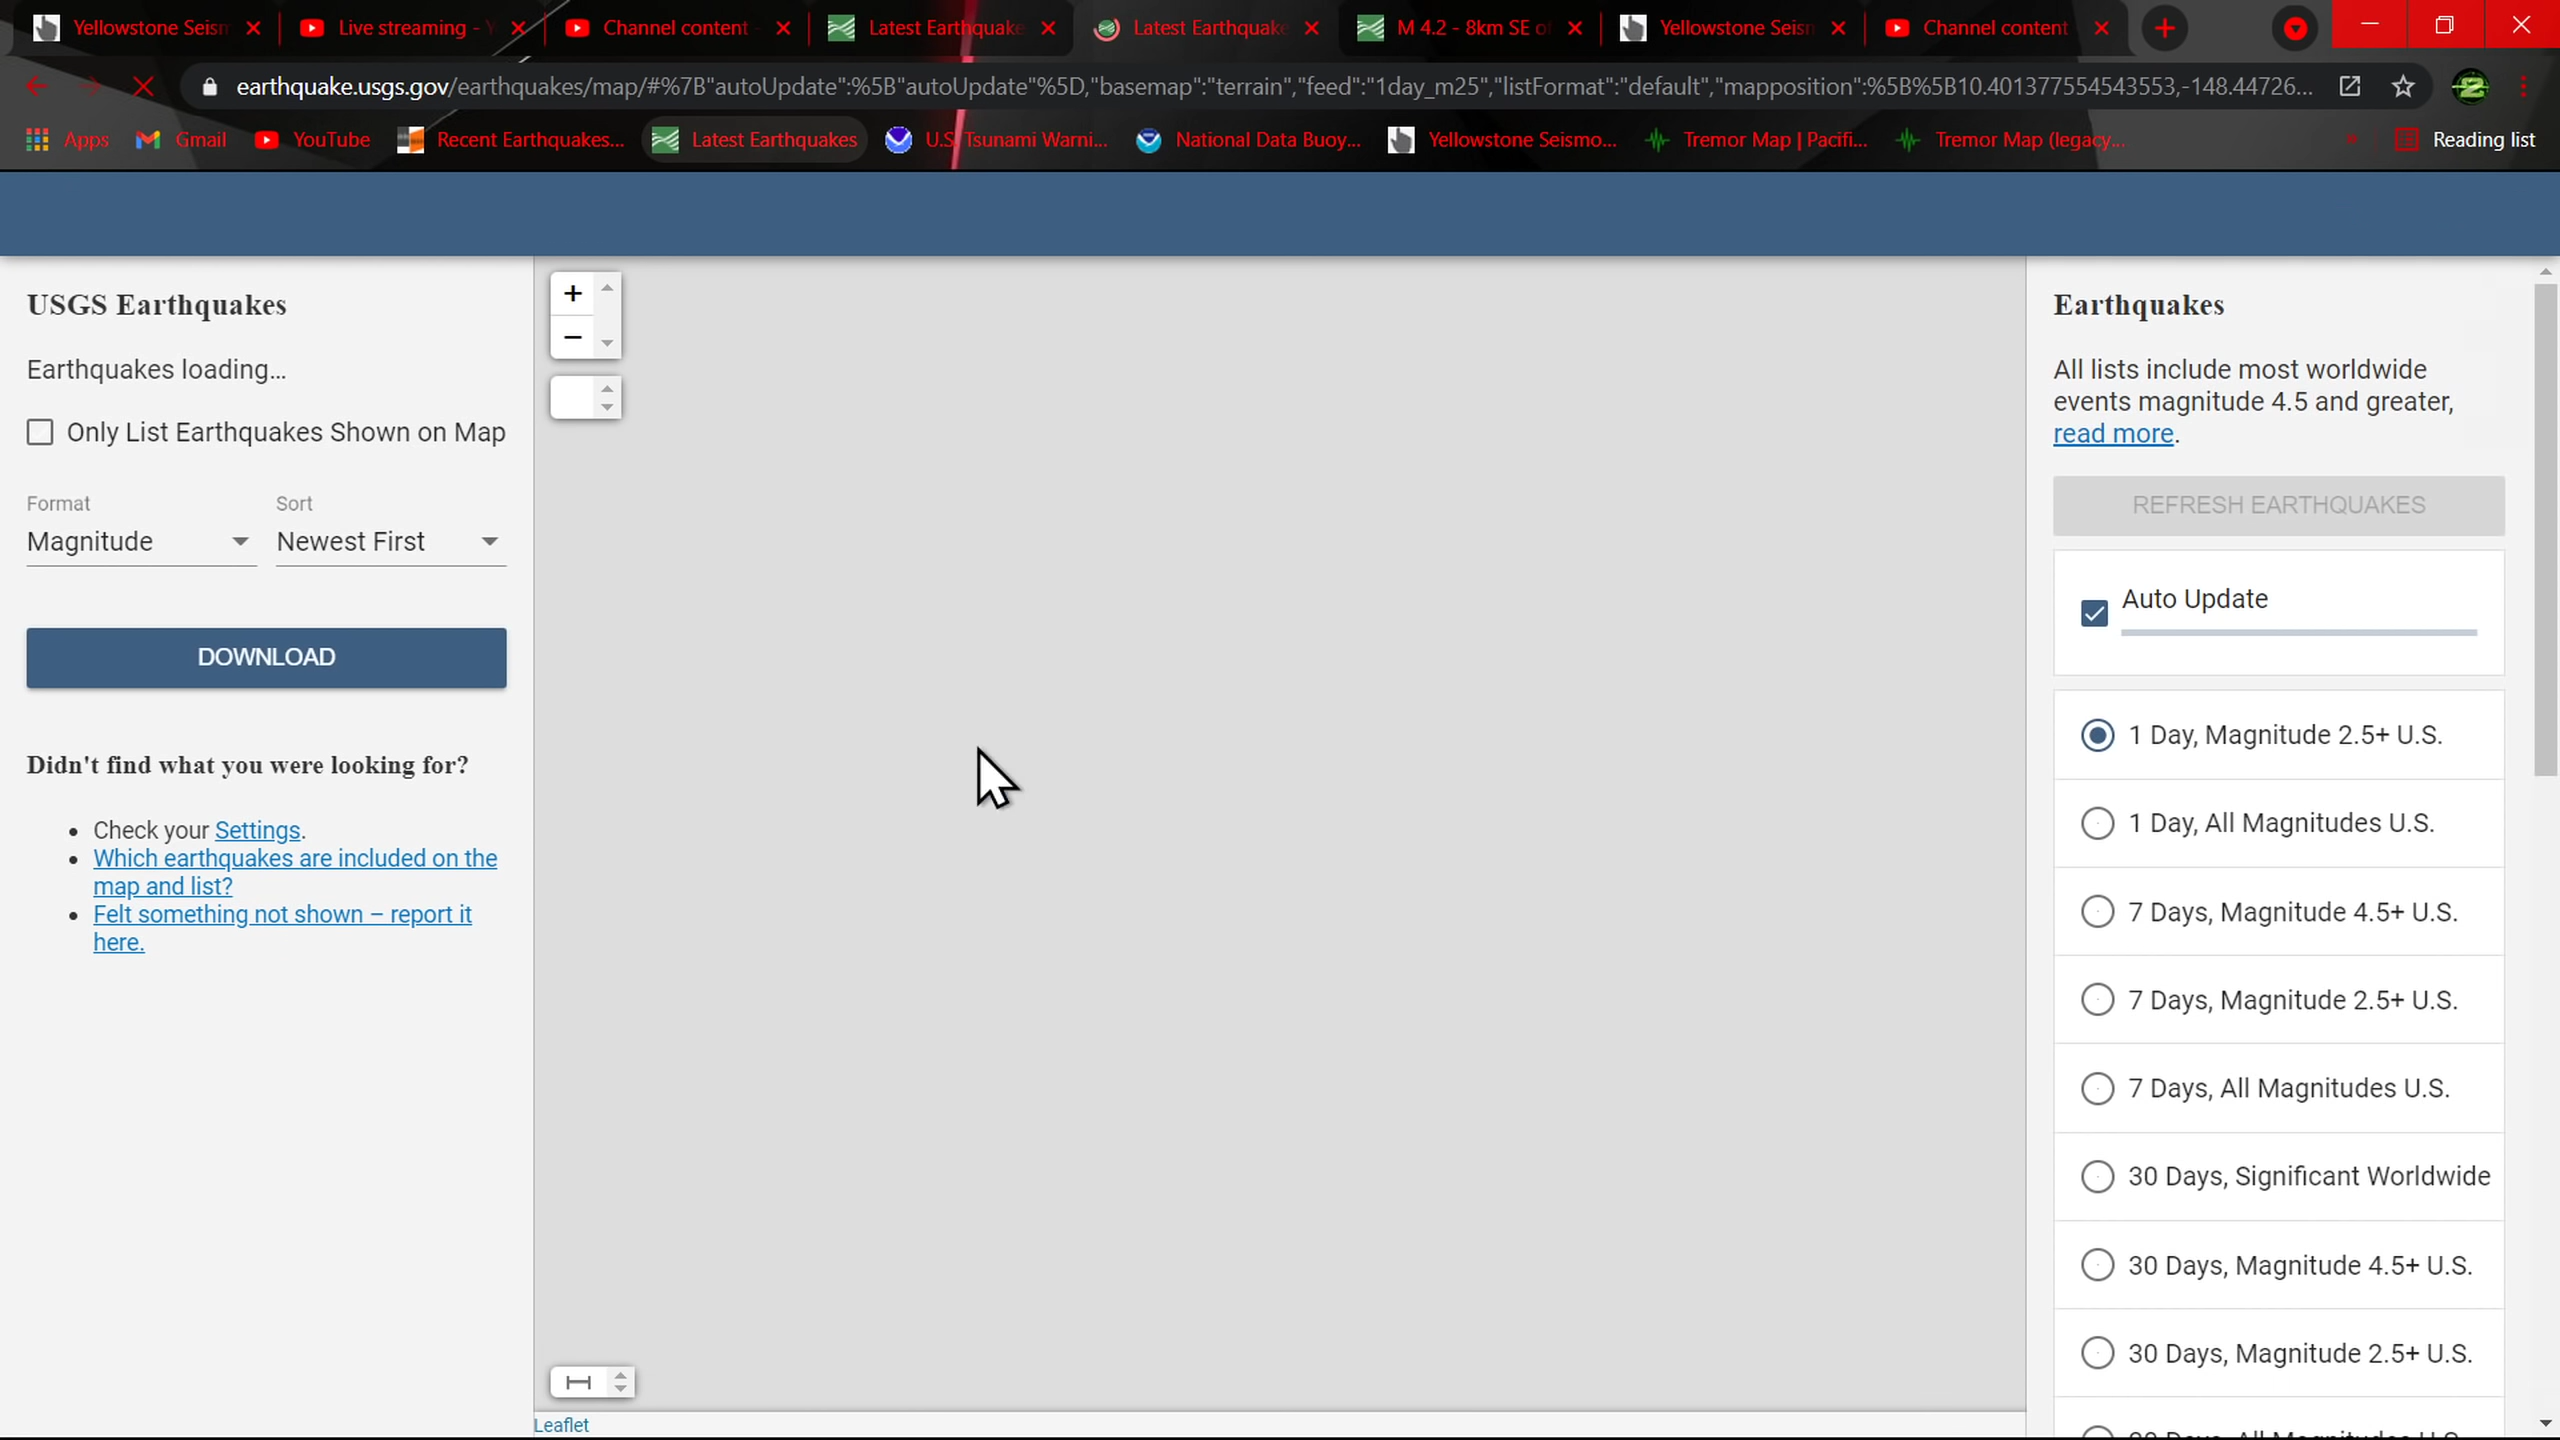 Yellowstone Seism
Live streaming - Y
Channel content -
Latest Earthquake
Latest Earthquake
M 4.2 - 8km SE of
Yellowstone Seism
Channel content
earthquake.usgs.gov/earthquakes/map/#%7B"autoUpdate":%5B"autoUpdate"%5D,"basemap":"terrain","feed":"1day_m25","listFormat":"default","mapposition":%5B%5B10.401377554543553,-148.44726...
Apps
Gmail
YouTube
Recent Earthquakes...
Latest Earthquakes
U.S. Tsunami Warni...
National Data Buoy...
Yellowstone Seismo...
Tremor Map | Pacifi...
Tremor Map (legacy...
Reading list
USGS Earthquakes
Earthquakes loading...
Only List Earthquakes Shown on Map
Format
Sort
Magnitude
Newest First
DOWNLOAD
Didn't find what you were looking for?
• Check your Settings.
• Which earthquakes are included on the
map and list?
• Felt something not shown – report it
here.
+
−
Leaflet
Earthquakes
All lists include most worldwide
events magnitude 4.5 and greater,
read more.
REFRESH EARTHQUAKES
Auto Update
1 Day, Magnitude 2.5+ U.S.
1 Day, All Magnitudes U.S.
7 Days, Magnitude 4.5+ U.S.
7 Days, Magnitude 2.5+ U.S.
7 Days, All Magnitudes U.S.
30 Days, Significant Worldwide
30 Days, Magnitude 4.5+ U.S.
30 Days, Magnitude 2.5+ U.S.